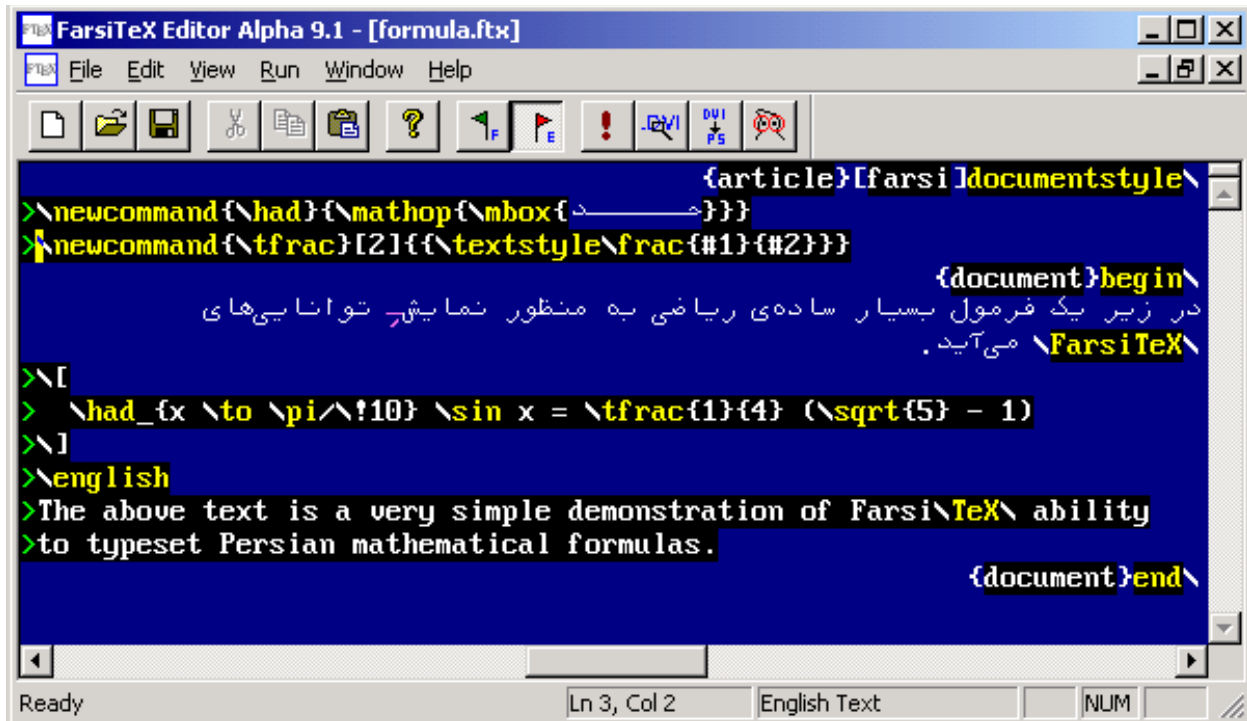 FarsiTeX Editor Alpha 9.1 - [formula.ftx]
File Edit View Run Window Help
\documentstyle[farsi]{article}
>\newcommand{\had}{\mathop{\mbox{حــــــد}}}
>\newcommand{\tfrac}[2]{{\textstyle\frac{#1}{#2}}}
\begin{document}
در زیر یک فرمول بسیار ساده‌ی ریاضی به منظور نمایشِ توانایی‌های
\FarsiTeX\ می‌آید.
>\[
>  \had_{x \to \pi/\!10} \sin x = \tfrac{1}{4} (\sqrt{5} - 1)
>\]
>\english
>The above text is a very simple demonstration of Farsi\TeX\ ability
>to typeset Persian mathematical formulas.
\end{document}
Ready Ln 3, Col 2 English Text NUM